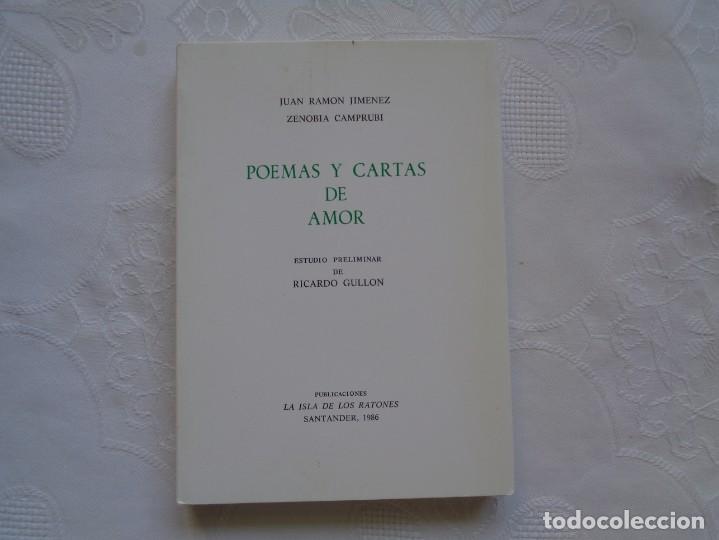 JUAN RAMON JIMENEZ
ZENOBIA CAMPRUBI
POEMAS Y CARTAS
DE
AMOR
ESTUDIO PRELIMINAR
DE
RICARDO GULLON
PUBLICACIONES
LA ISLA DE LOS RATONES
SANTANDER, 1986
todocoleccion.net